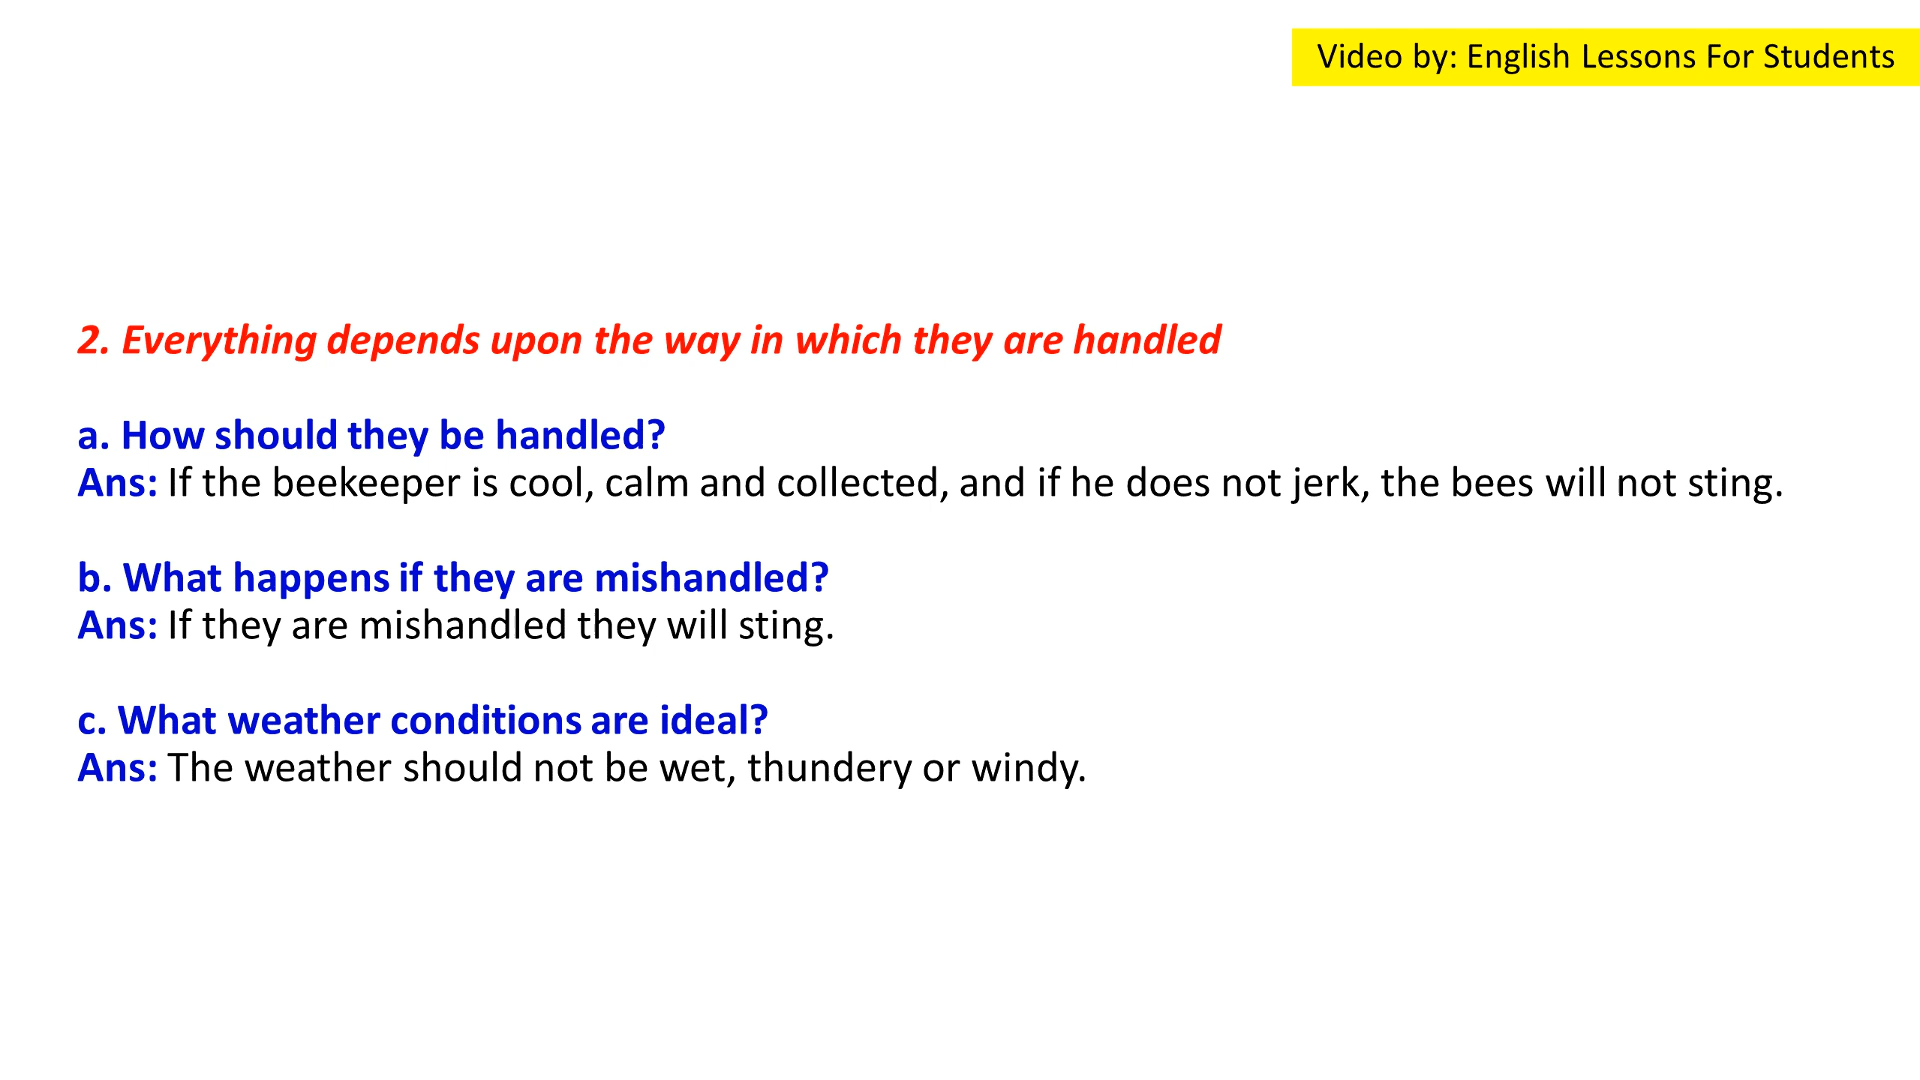 Video by: English Lessons For Students
2. Everything depends upon the way in which they are handled
a. How should they be handled?
Ans: If the beekeeper is cool, calm and collected, and if he does not jerk, the bees will not sting.
b. What happens if they are mishandled?
Ans: If they are mishandled they will sting.
c. What weather conditions are ideal?
Ans: The weather should not be wet, thundery or windy.